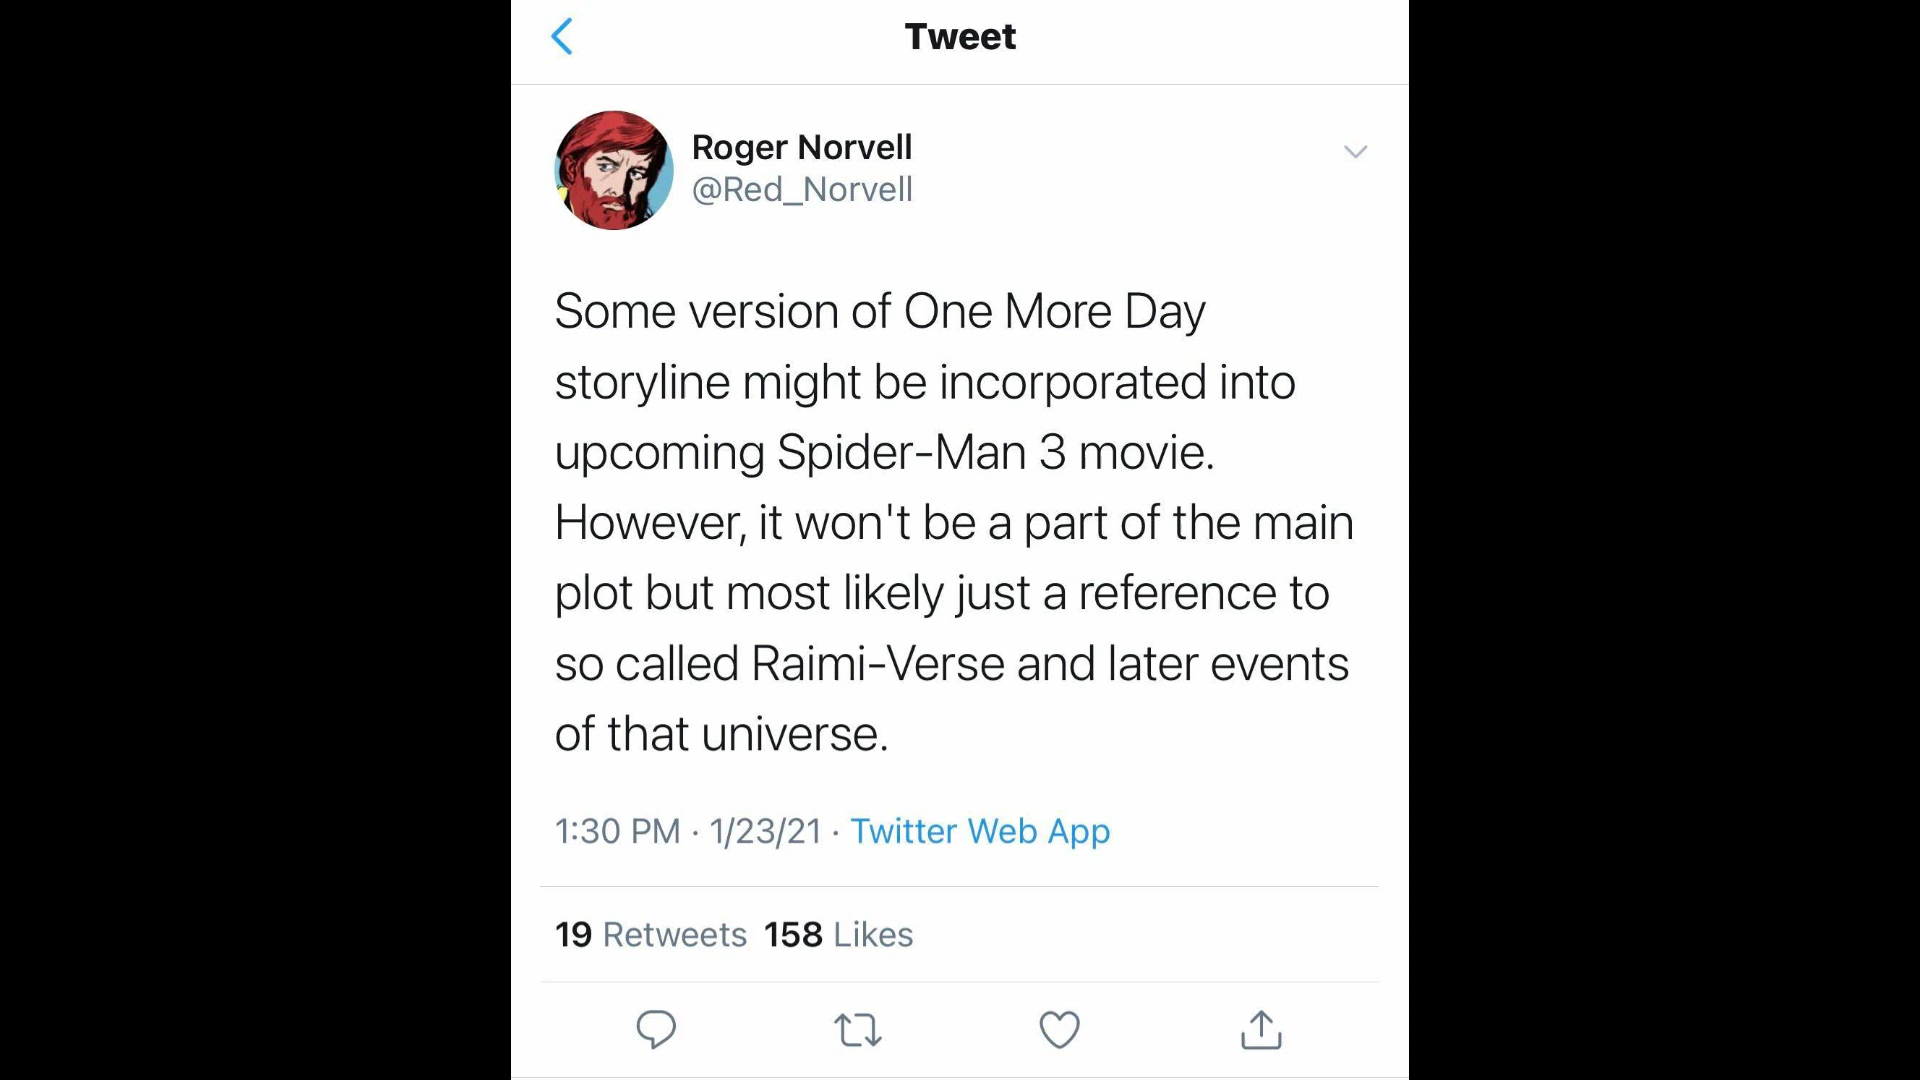 Tweet
Roger Norvell
@Red_Norvell
Some version of One More Day
storyline might be incorporated into
upcoming Spider-Man 3 movie.
However, it won't be a part of the main
plot but most likely just a reference to
so called Raimi-Verse and later events
of that universe.
1:30 PM · 1/23/21 · Twitter Web App
19 Retweets 158 Likes